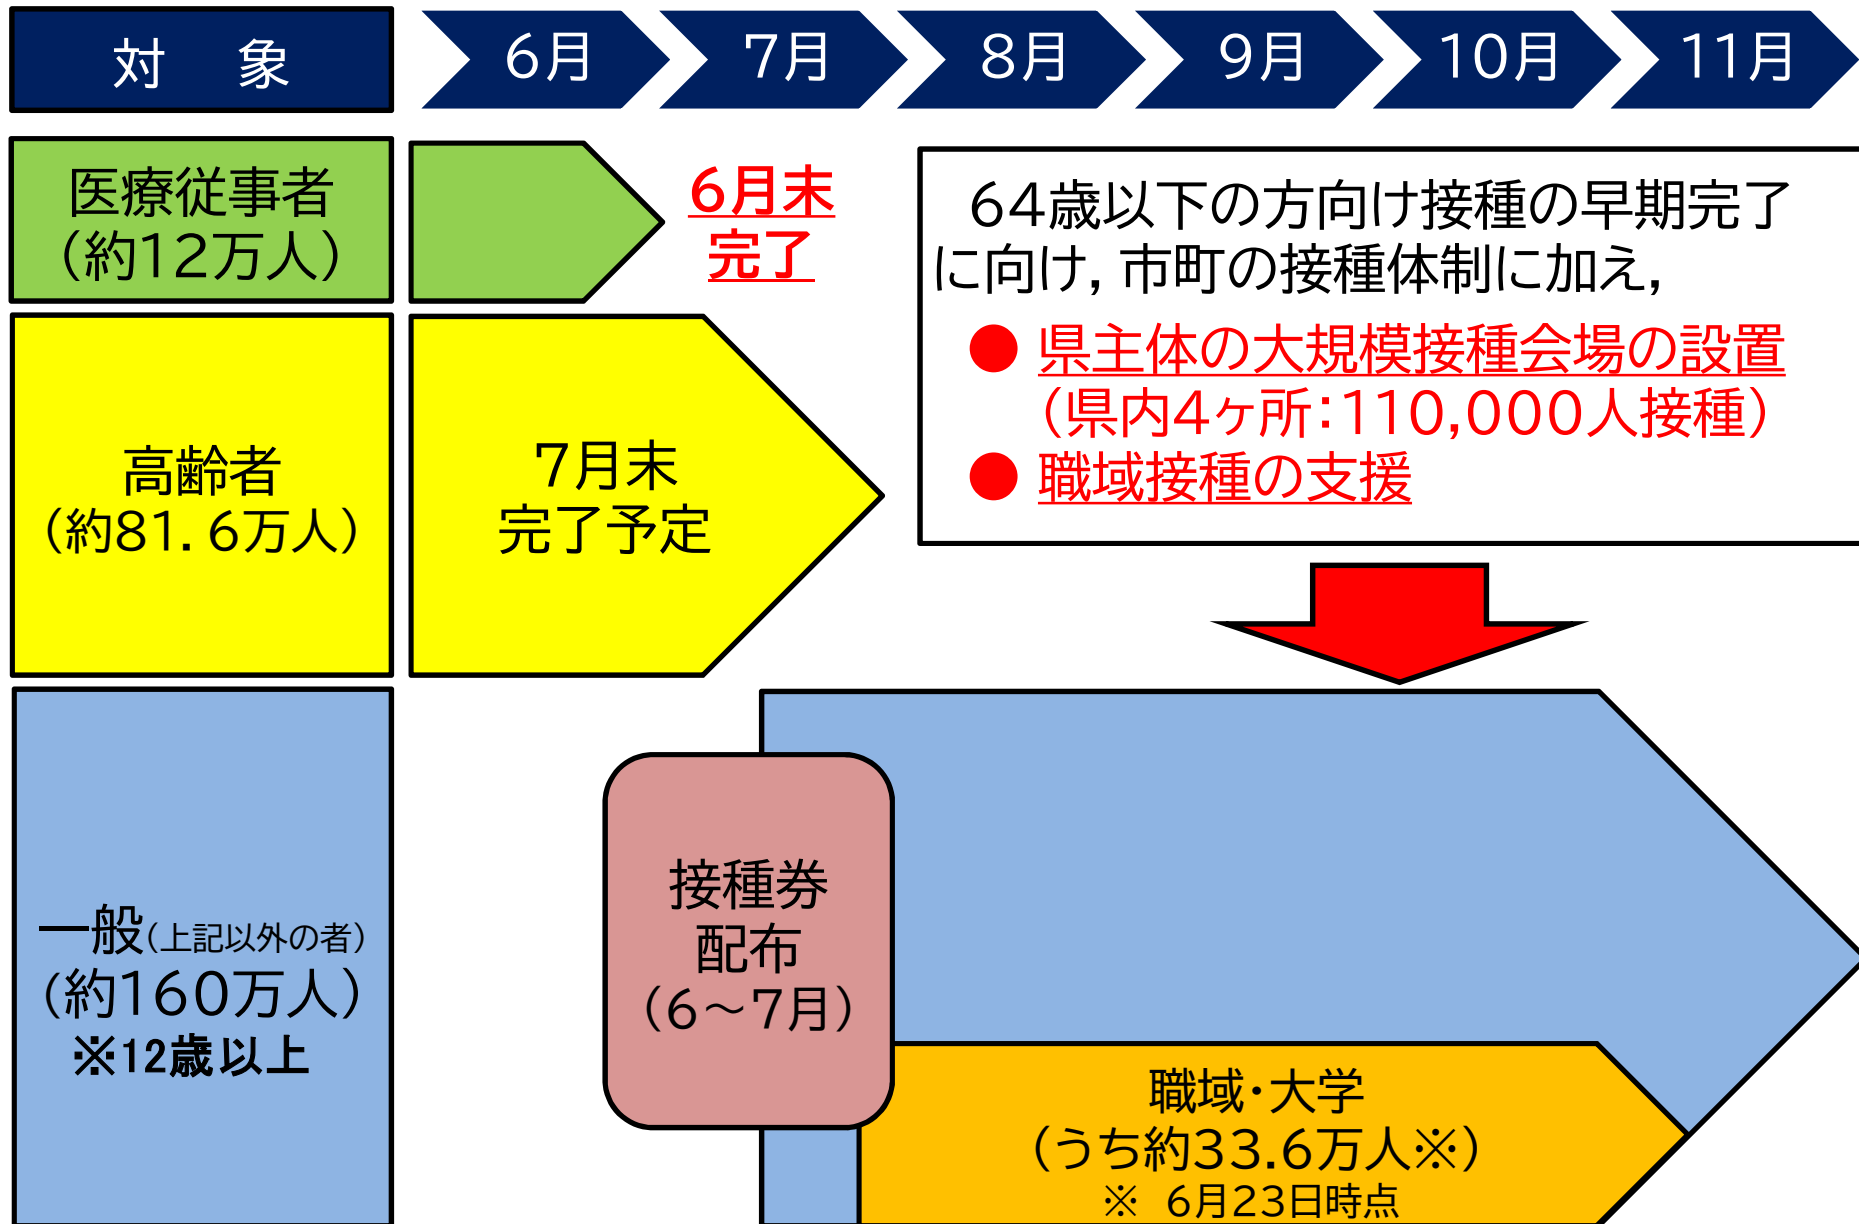 対　象
6月
7月
8月
9月
10月
11月
医療従事者
（約12万人）
6月末
完了
64歳以下の方向け接種の早期完了
に向け，市町の接種体制に加え，
● 県主体の大規模接種会場の設置
（県内4ヶ所：110,000人接種）
● 職域接種の支援
高齢者
（約81.6万人）
7月末
完了予定
一般（上記以外の者）
（約160万人）
※12歳以上
接種券
配布
（6～7月）
職域・大学
（うち約33.6万人※）
※ 6月23日時点